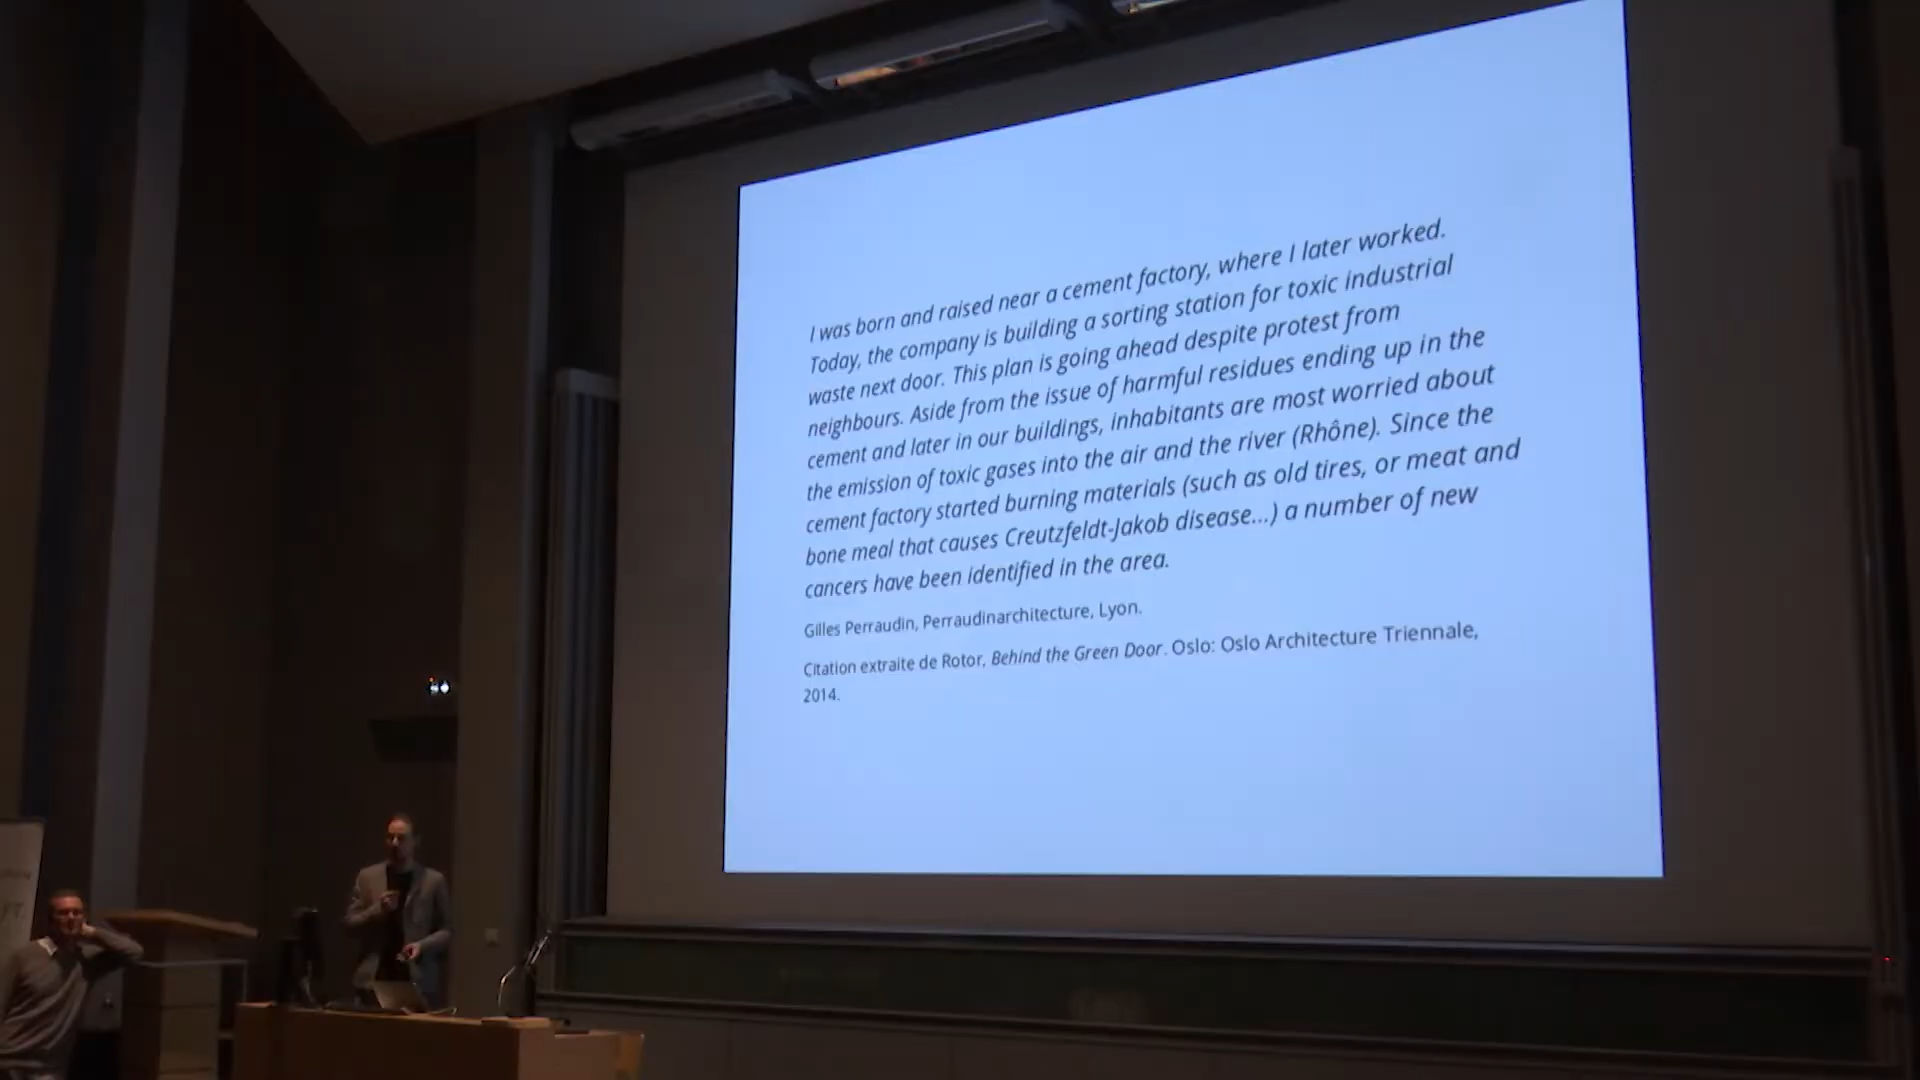 I was born and raised near a cement factory, where I later worked.
Today, the company is building a sorting station for toxic industrial
waste next door. This plan is going ahead despite protest from
neighbours. Aside from the issue of harmful residues ending up in the
cement and later in our buildings, inhabitants are most worried about
the emission of toxic gases into the air and the river (Rhône). Since the
cement factory started burning materials (such as old tires, or meat and
bone meal that causes Creutzfeldt-Jakob disease...) a number of new
cancers have been identified in the area.
Gilles Perraudin, Perraudinarchitecture, Lyon.
Citation extraite de Rotor, Behind the Green Door. Oslo: Oslo Architecture Triennale,
2014.